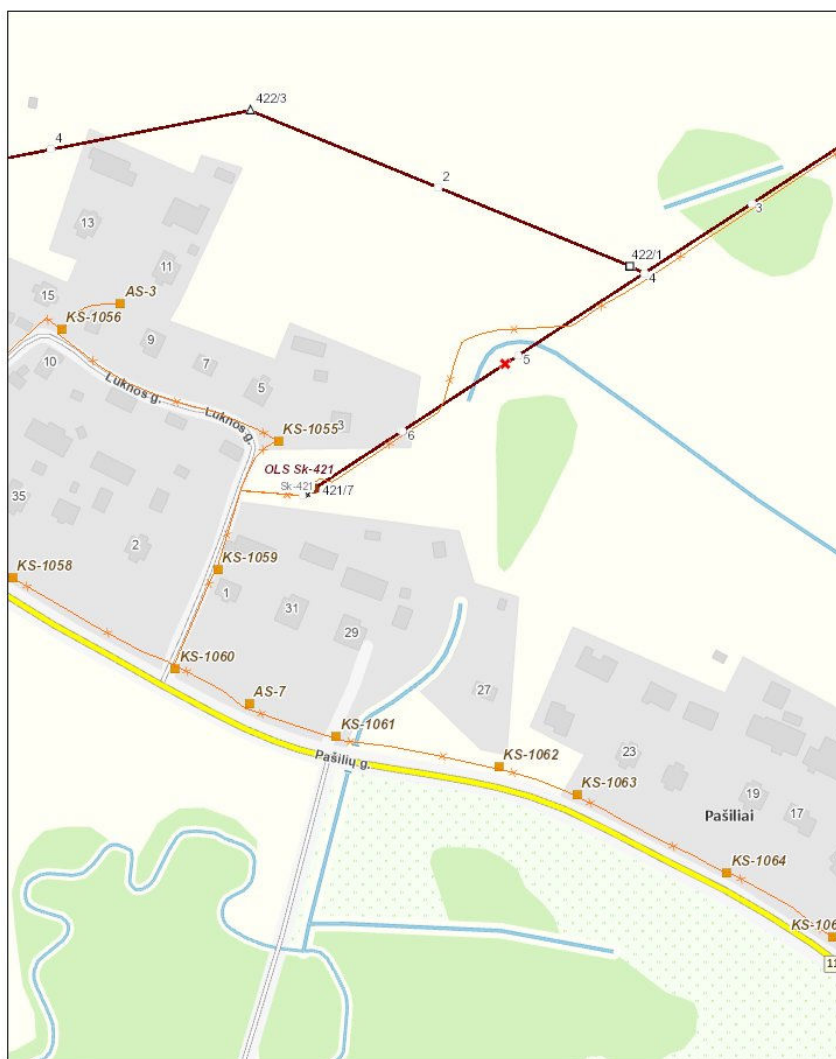 422/3
4
2
13
422/1
3
11
4
15
AS-3
KS-1056
9
7
5
10
5
Luknos g.
Luknos g.
KS-1055
3
6
OLS Sk-421
Sk-421
421/7
35
2
KS-1058
KS-1059
1
31
29
KS-1060
27
AS-7
KS-1061
Pašilių g.
KS-1062
23
KS-1063
19
17
Pašiliai
KS-1064
KS-106
11